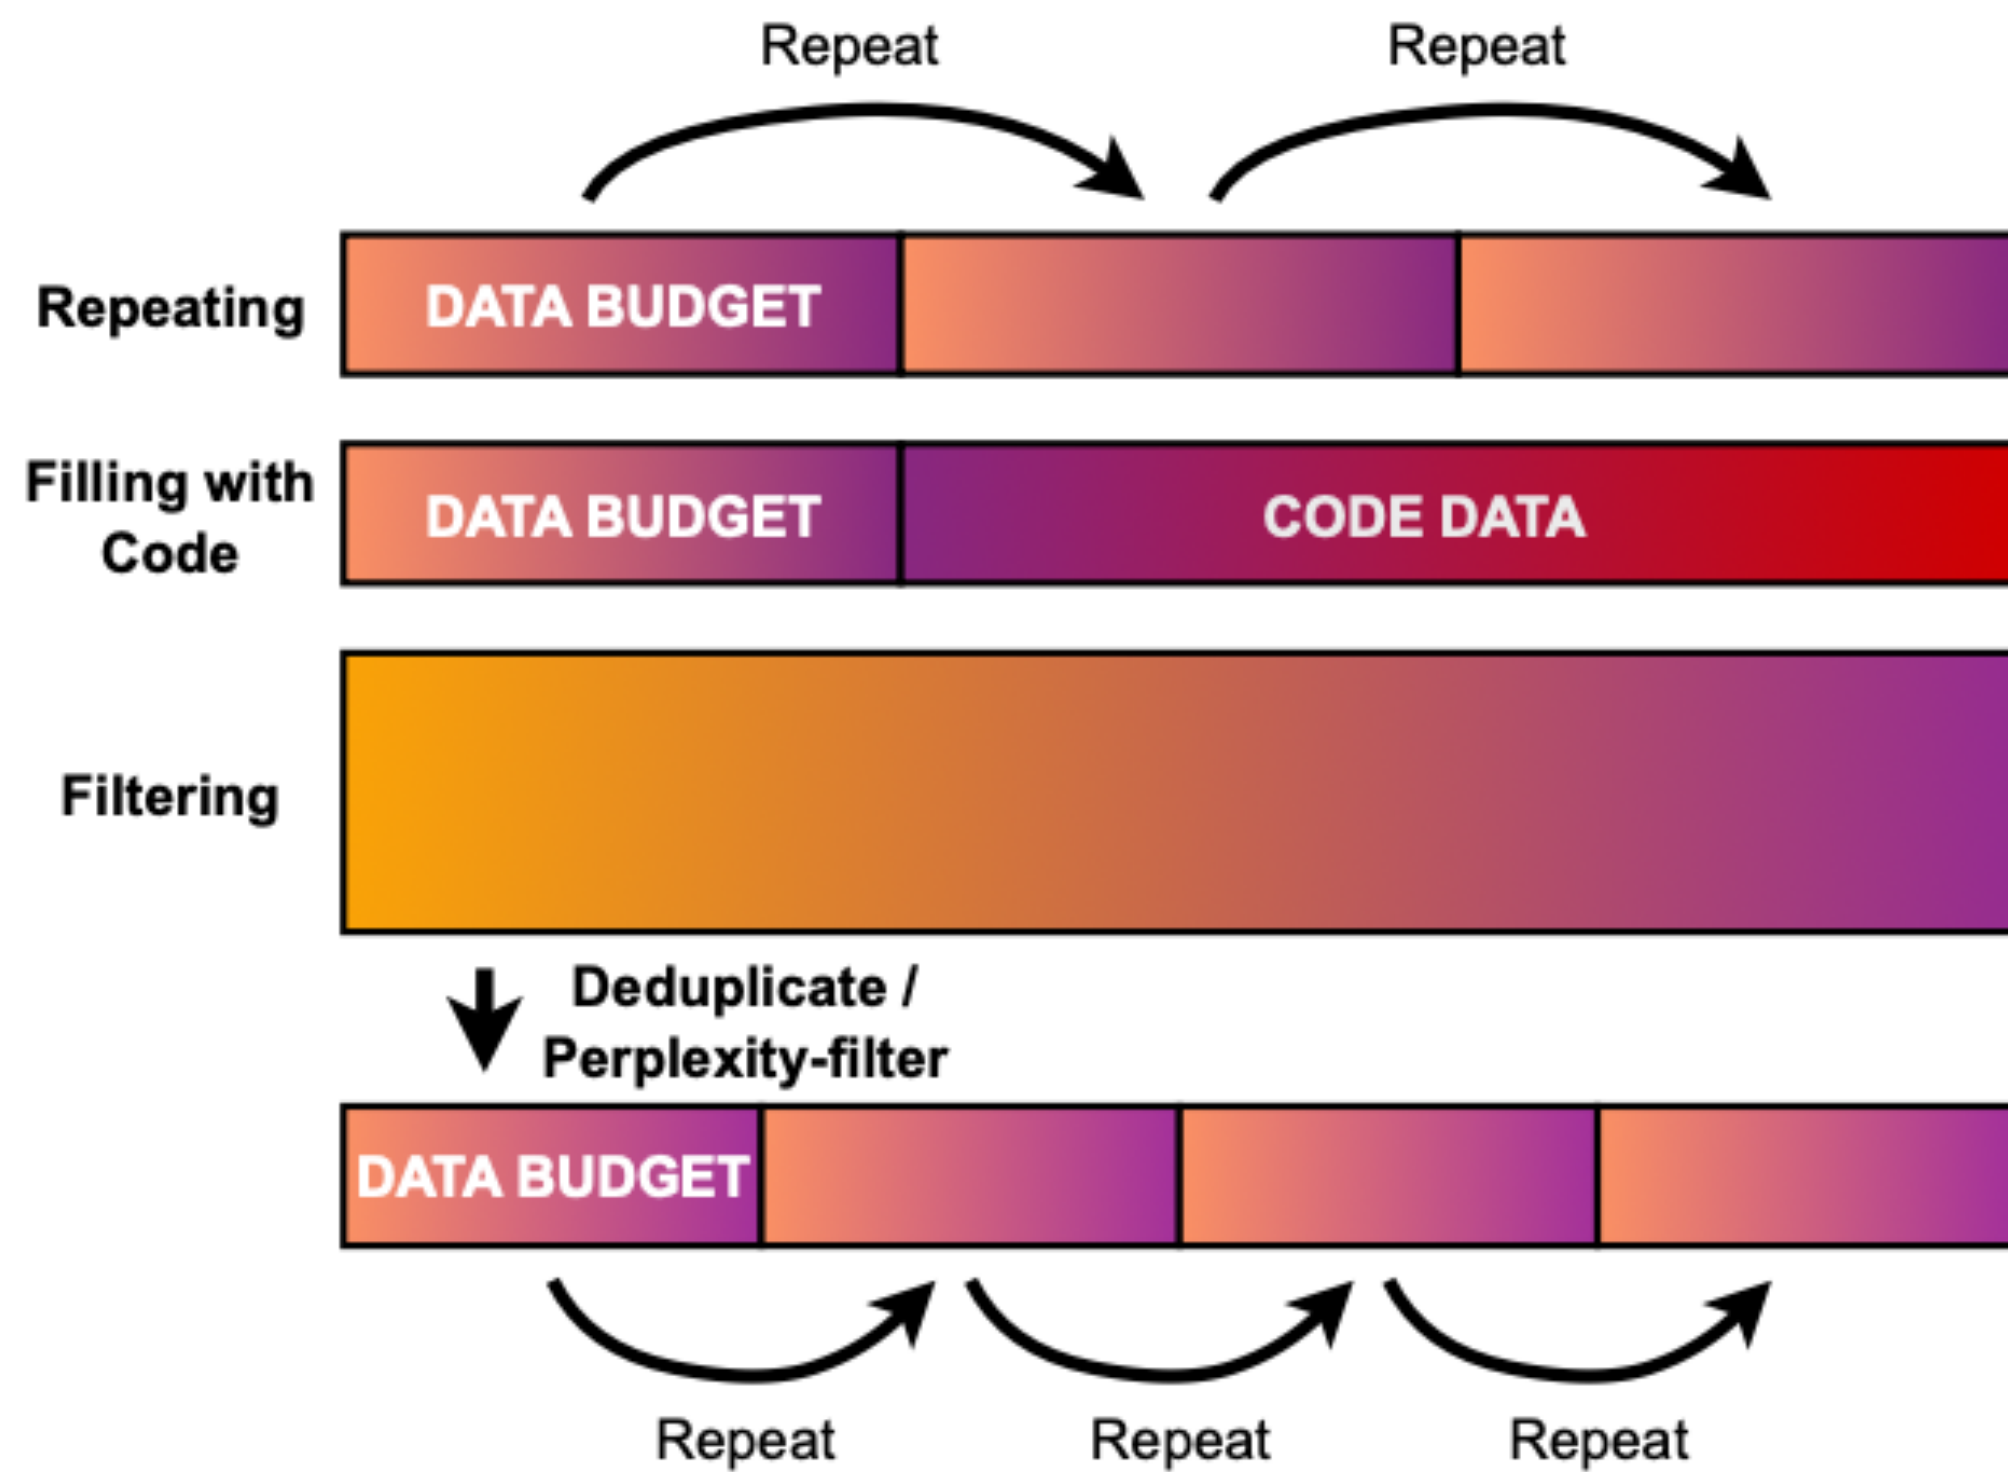 Repeat
Repeat
Repeating
DATA BUDGET
Filling with
Code
DATA BUDGET
CODE DATA
Filtering
Deduplicate /
Perplexity-filter
DATA BUDGET
Repeat
Repeat
Repeat